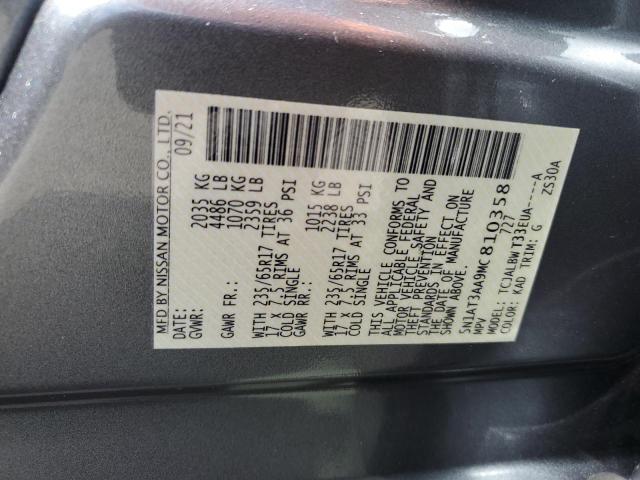 MFD BY NISSAN MOTOR CO., LTD.
DATE: 09/21
GVWR: 2035 KG
4486 LB
GAWR FR.: 1070 KG
2359 LB
WITH 235/65R17 TIRES
17 X 7.5 RIMS AT 36 PSI
COLD SINGLE
GAWR RR.: 1015 KG
2238 LB
WITH 235/65R17 TIRES
17 X 7.5 RIMS AT 33 PSI
COLD SINGLE
THIS VEHICLE CONFORMS TO
ALL APPLICABLE FEDERAL
MOTOR VEHICLE SAFETY AND
THEFT PREVENTION
STANDARDS IN EFFECT ON
THE DATE OF MANUFACTURE
SHOWN ABOVE.
5N1AT3AA9MC810358
MPV 727
MODEL: TCJALBWT33EUA-----A
COLOR: KAD TRIM: G ZS30A